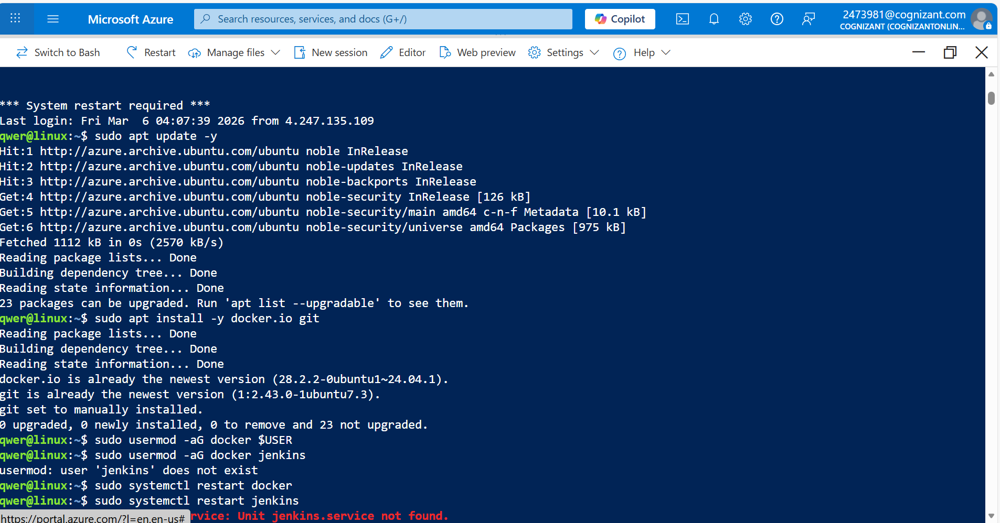 Microsoft Azure
Search resources, services, and docs (G+/)
Copilot
2473981@cognizant.com
COGNIZANT (COGNIZANTONLIN...
Switch to Bash
Restart
Manage files
New session
Editor
Web preview
Settings
Help
*** System restart required ***
Last login: Fri Mar  6 04:07:39 2026 from 4.247.135.109
qwer@linux:~$ sudo apt update -y
Hit:1 http://azure.archive.ubuntu.com/ubuntu noble InRelease
Hit:2 http://azure.archive.ubuntu.com/ubuntu noble-updates InRelease
Hit:3 http://azure.archive.ubuntu.com/ubuntu noble-backports InRelease
Get:4 http://azure.archive.ubuntu.com/ubuntu noble-security InRelease [126 kB]
Get:5 http://azure.archive.ubuntu.com/ubuntu noble-security/main amd64 c-n-f Metadata [10.1 kB]
Get:6 http://azure.archive.ubuntu.com/ubuntu noble-security/universe amd64 Packages [975 kB]
Fetched 1112 kB in 0s (2570 kB/s)
Reading package lists... Done
Building dependency tree... Done
Reading state information... Done
23 packages can be upgraded. Run 'apt list --upgradable' to see them.
qwer@linux:~$ sudo apt install -y docker.io git
Reading package lists... Done
Building dependency tree... Done
Reading state information... Done
docker.io is already the newest version (28.2.2-0ubuntu1~24.04.1).
git is already the newest version (1:2.43.0-1ubuntu7.3).
git set to manually installed.
0 upgraded, 0 newly installed, 0 to remove and 23 not upgraded.
qwer@linux:~$ sudo usermod -aG docker $USER
qwer@linux:~$ sudo usermod -aG docker jenkins
usermod: user 'jenkins' does not exist
qwer@linux:~$ sudo systemctl restart docker
qwer@linux:~$ sudo systemctl restart jenkins
https://portal.azure.com/?l=en.en-us#
rvice: Unit jenkins.service not found.